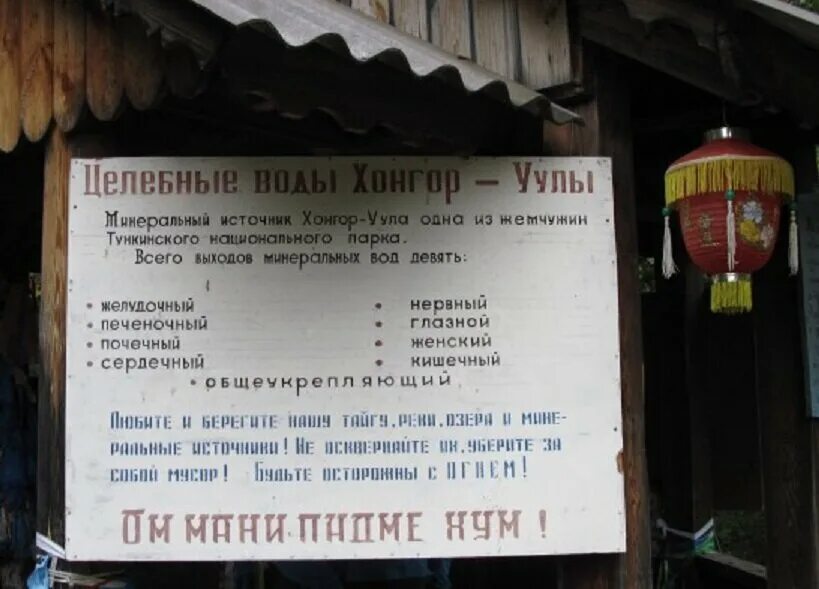 Целебные воды Хонгор – Уулы
Минеральный источник Хонгор-Уула одна из жемчужин
Тункинского национального парка.
Всего выходов минеральных вод девять:
• желудочный • нервный
• печеночный • глазной
• почечный • женский
• сердечный • кишечный
• общеукрепляющий
Любите и берегите нашу тайгу, реки, озера и мине-
ральные источники! Не оскверняйте их, уберите за
собой мусор! Будьте осторожны с ОГНЕМ!
Ом мани падме хум!